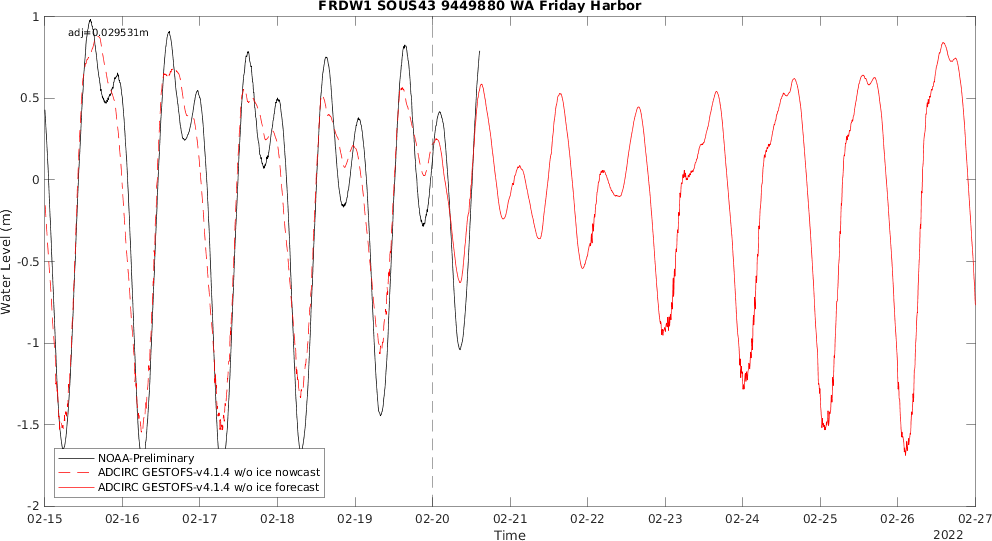 FRDW1 SOUS43 9449880 WA Friday Harbor
adj=0.029531m
1
0.5
0
-0.5
-1
-1.5
-2
Water Level (m)
NOAA-Preliminary
ADCIRC GESTOFS-v4.1.4 w/o ice nowcast
ADCIRC GESTOFS-v4.1.4 w/o ice forecast
02-15 02-16 02-17 02-18 02-19 02-20 02-21 02-22 02-23 02-24 02-25 02-26 02-27
Time
2022